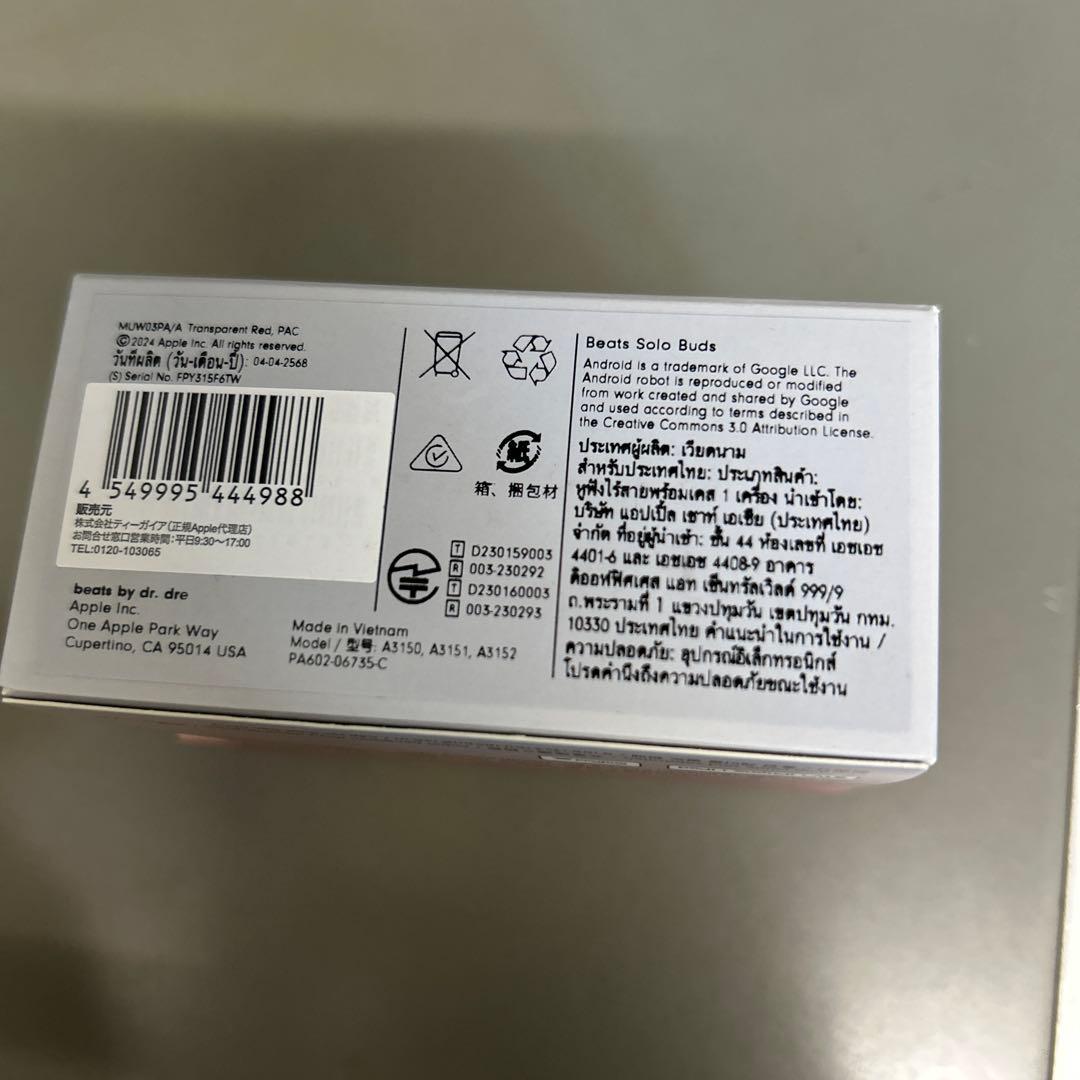 MUW03PA/A Transparent Red, PAC
©2024 Apple Inc. All rights reserved.
วันที่ผลิต (วัน-เดือน-ปี): 04-04-2568
(S) Serial No. FPY315F6TW
4 549995 444988
販売元
株式会社ティーガイア(正規Apple代理店)
お問合せ窓口営業時間:平日9:30〜17:00
TEL:0120-103065
beats by dr. dre
Apple Inc.
One Apple Park Way
Cupertino, CA 95014 USA
Made in Vietnam
Model / 型号: A3150, A3151, A3152
PA602-06735-C
紙
箱、捆包材
T D230159003
R 003-230292
T D230160003
R 003-230293
Beats Solo Buds
Android is a trademark of Google LLC. The
Android robot is reproduced or modified
from work created and shared by Google
and used according to terms described in
the Creative Commons 3.0 Attribution License.
ประเทศผู้ผลิต: เวียดนาม
สำหรับประเทศไทย: ประเภทสินค้า:
หูฟังไร้สายพร้อมเคส 1 เครื่อง นำเข้าโดย:
บริษัท แอปเปิ้ล เซาท์ เอเชีย (ประเทศไทย)
จำกัด ที่อยู่ผู้นำเข้า: ชั้น 44 ห้องเลขที่ เอชเอช
4401-6 และ เอชเอช 4408-9 อาคาร
ดิออฟฟิศเศส แอท เซ็นทรัลเวิลด์ 999/9
ถ.พระรามที่ 1 แขวงปทุมวัน เขตปทุมวัน กทม.
10330 ประเทศไทย คำแนะนำในการใช้งาน /
ความปลอดภัย: อุปกรณ์อิเล็กทรอนิกส์
โปรดคำนึงถึงความปลอดภัยขณะใช้งาน